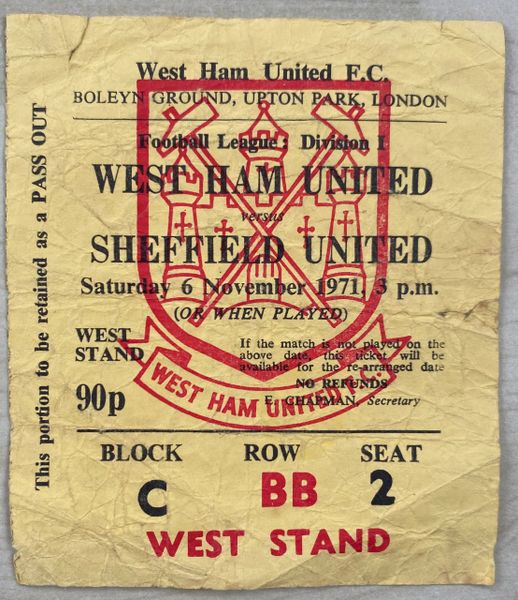 West Ham United F.C.
BOLEYN GROUND, UPTON PARK, LONDON
Football League: Division 1
WEST HAM UNITED
versus
SHEFFIELD UNITED
Saturday 6 November 1971, 3 p.m.
(OR WHEN PLAYED)
WEST
STAND
90p
If the match is not played on the
above date, this ticket will be
available for the re-arranged date
NO REFUNDS
E. CHAPMAN, Secretary
WEST HAM UNITED F.C.
BLOCK ROW SEAT
C BB 2
WEST STAND
This portion to be retained as a PASS OUT